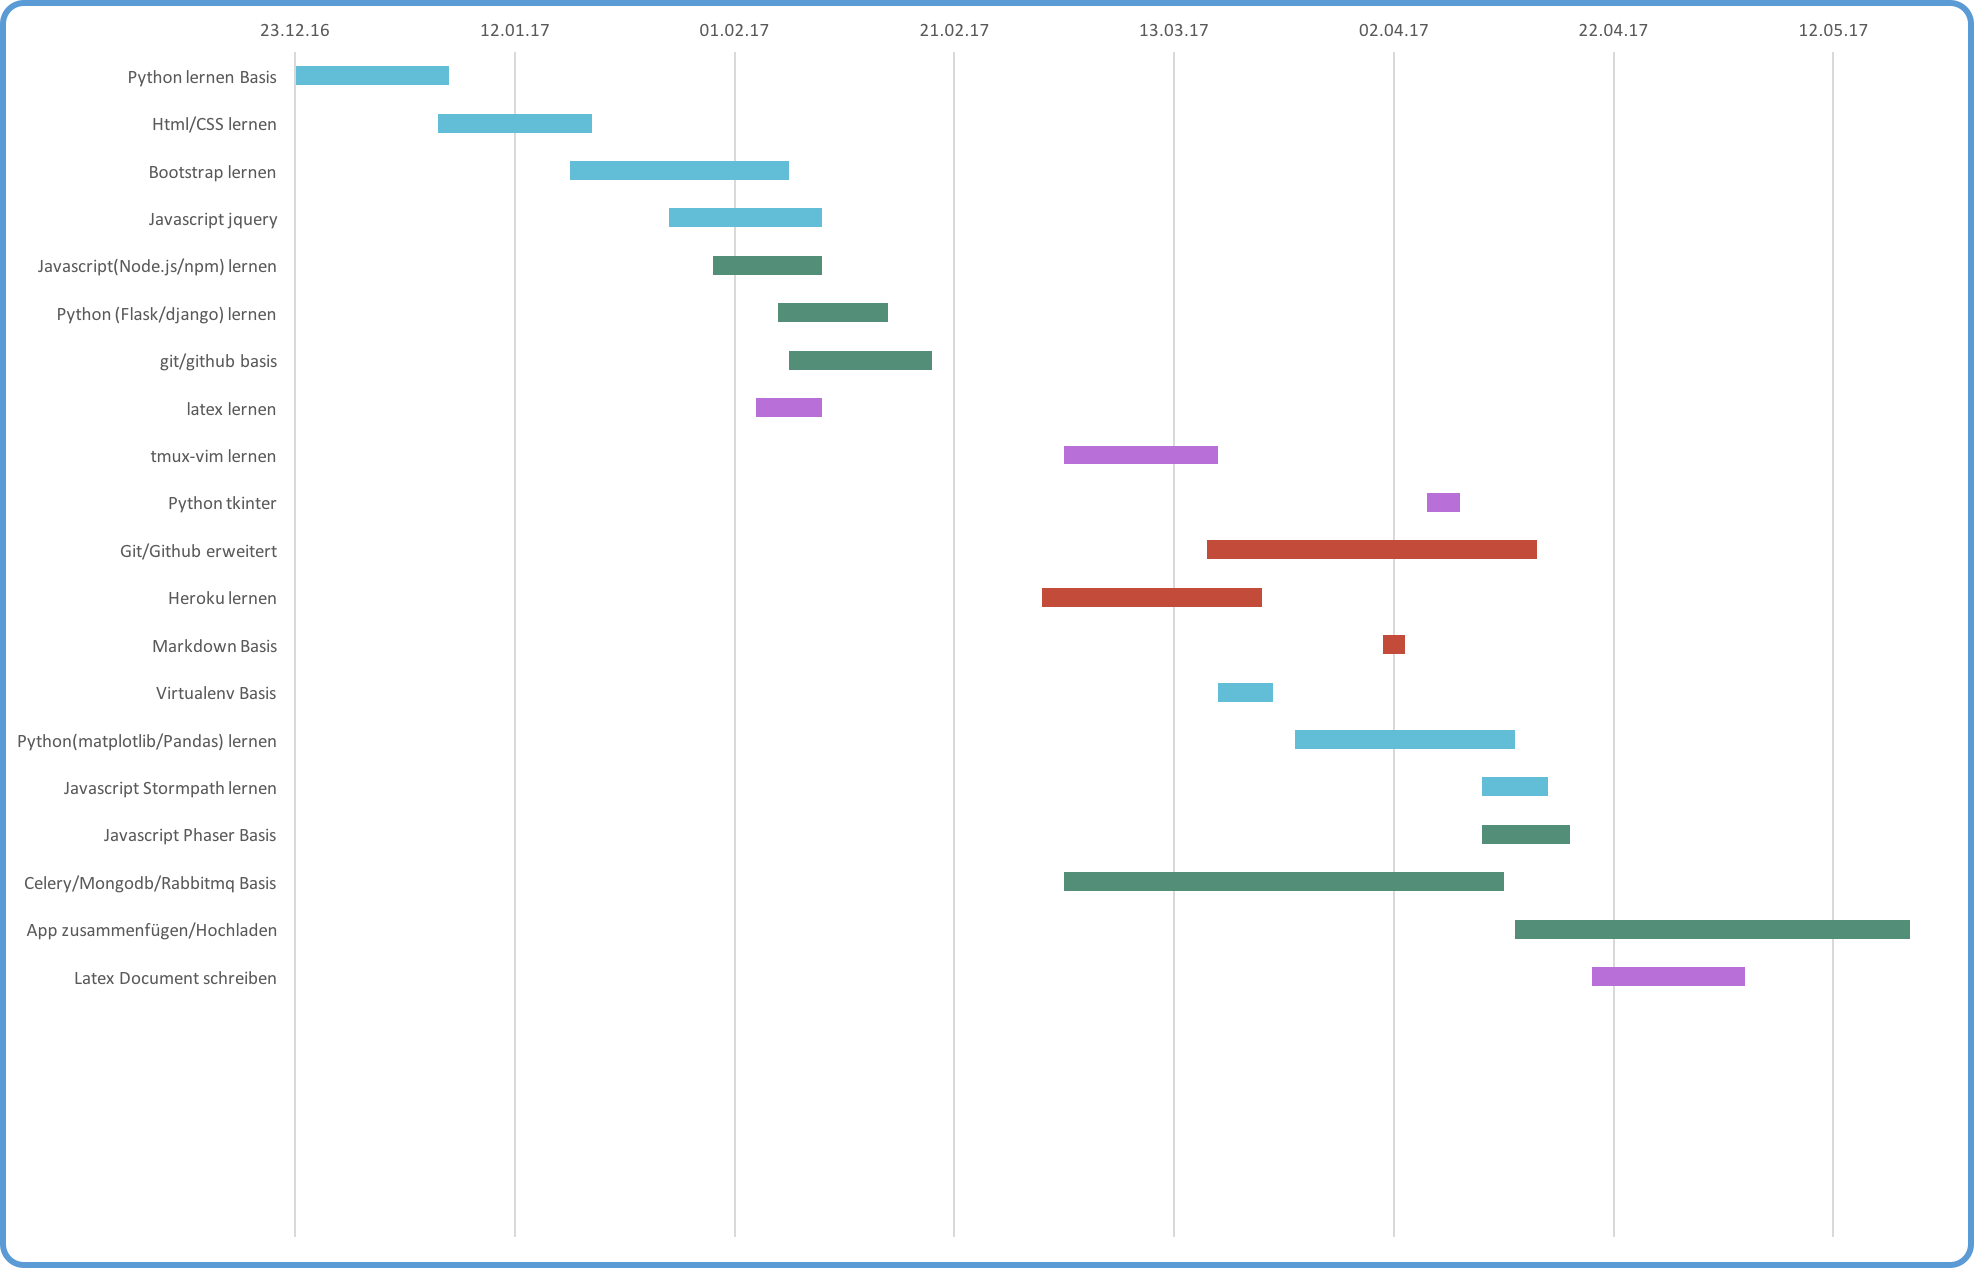 23.12.16 12.01.17 01.02.17 21.02.17 13.03.17 02.04.17 22.04.17 12.05.17
Python lernen Basis
Html/CSS lernen
Bootstrap lernen
Javascript jquery
Javascript(Node.js/npm) lernen
Python (Flask/django) lernen
git/github basis
latex lernen
tmux-vim lernen
Python tkinter
Git/Github erweitert
Heroku lernen
Markdown Basis
Virtualenv Basis
Python(matplotlib/Pandas) lernen
Javascript Stormpath lernen
Javascript Phaser Basis
Celery/Mongodb/Rabbitmq Basis
App zusammenfügen/Hochladen
Latex Document schreiben